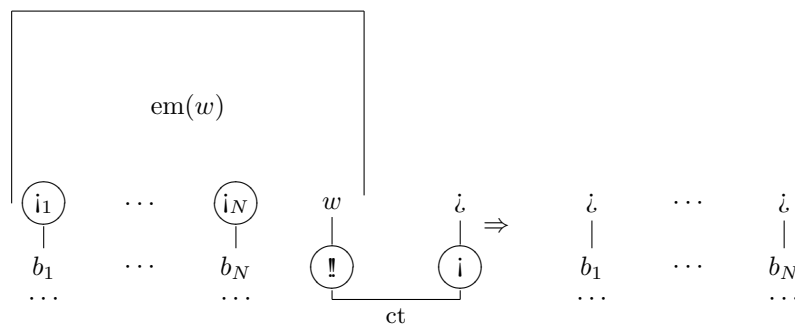 em(w)
¡1 ⋯ ¡N w ¿ ⇒ ¿ ⋯ ¿
b1 ⋯ bN ‼ ¡ b1 ⋯ bN
⋯ ⋯ ⋯ ⋯
ct